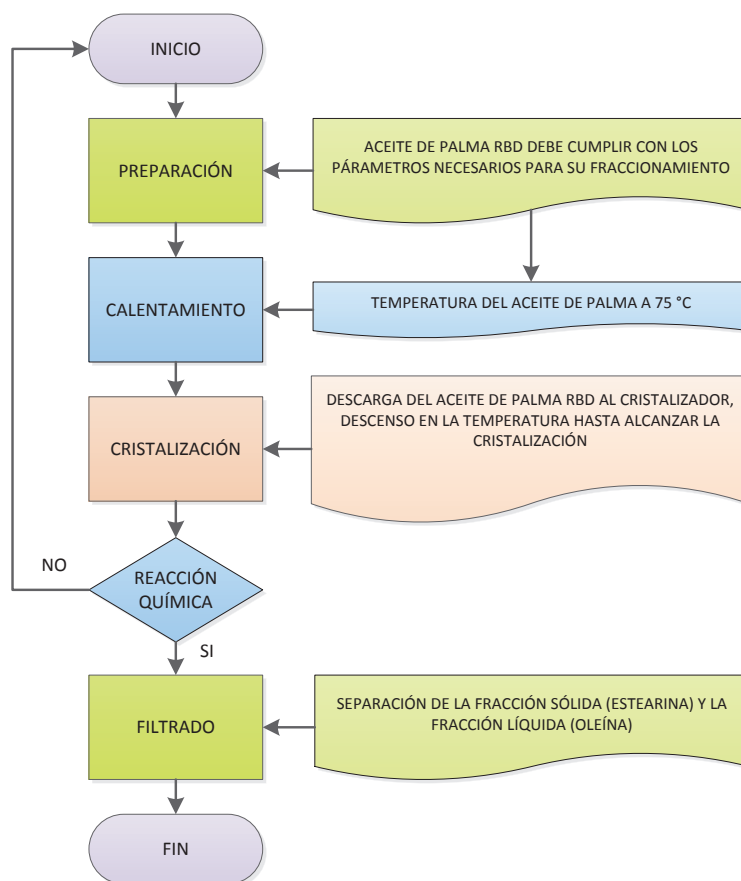 INICIO
PREPARACIÓN
ACEITE DE PALMA RBD DEBE CUMPLIR CON LOS
PÁRAMETROS NECESARIOS PARA SU FRACCIONAMIENTO
CALENTAMIENTO
TEMPERATURA DEL ACEITE DE PALMA A 75 °C
CRISTALIZACIÓN
DESCARGA DEL ACEITE DE PALMA RBD AL CRISTALIZADOR,
DESCENSO EN LA TEMPERATURA HASTA ALCANZAR LA
CRISTALIZACIÓN
NO
REACCIÓN
QUÍMICA
SI
FILTRADO
SEPARACIÓN DE LA FRACCIÓN SÓLIDA (ESTEARINA) Y LA
FRACCIÓN LÍQUIDA (OLEÍNA)
FIN